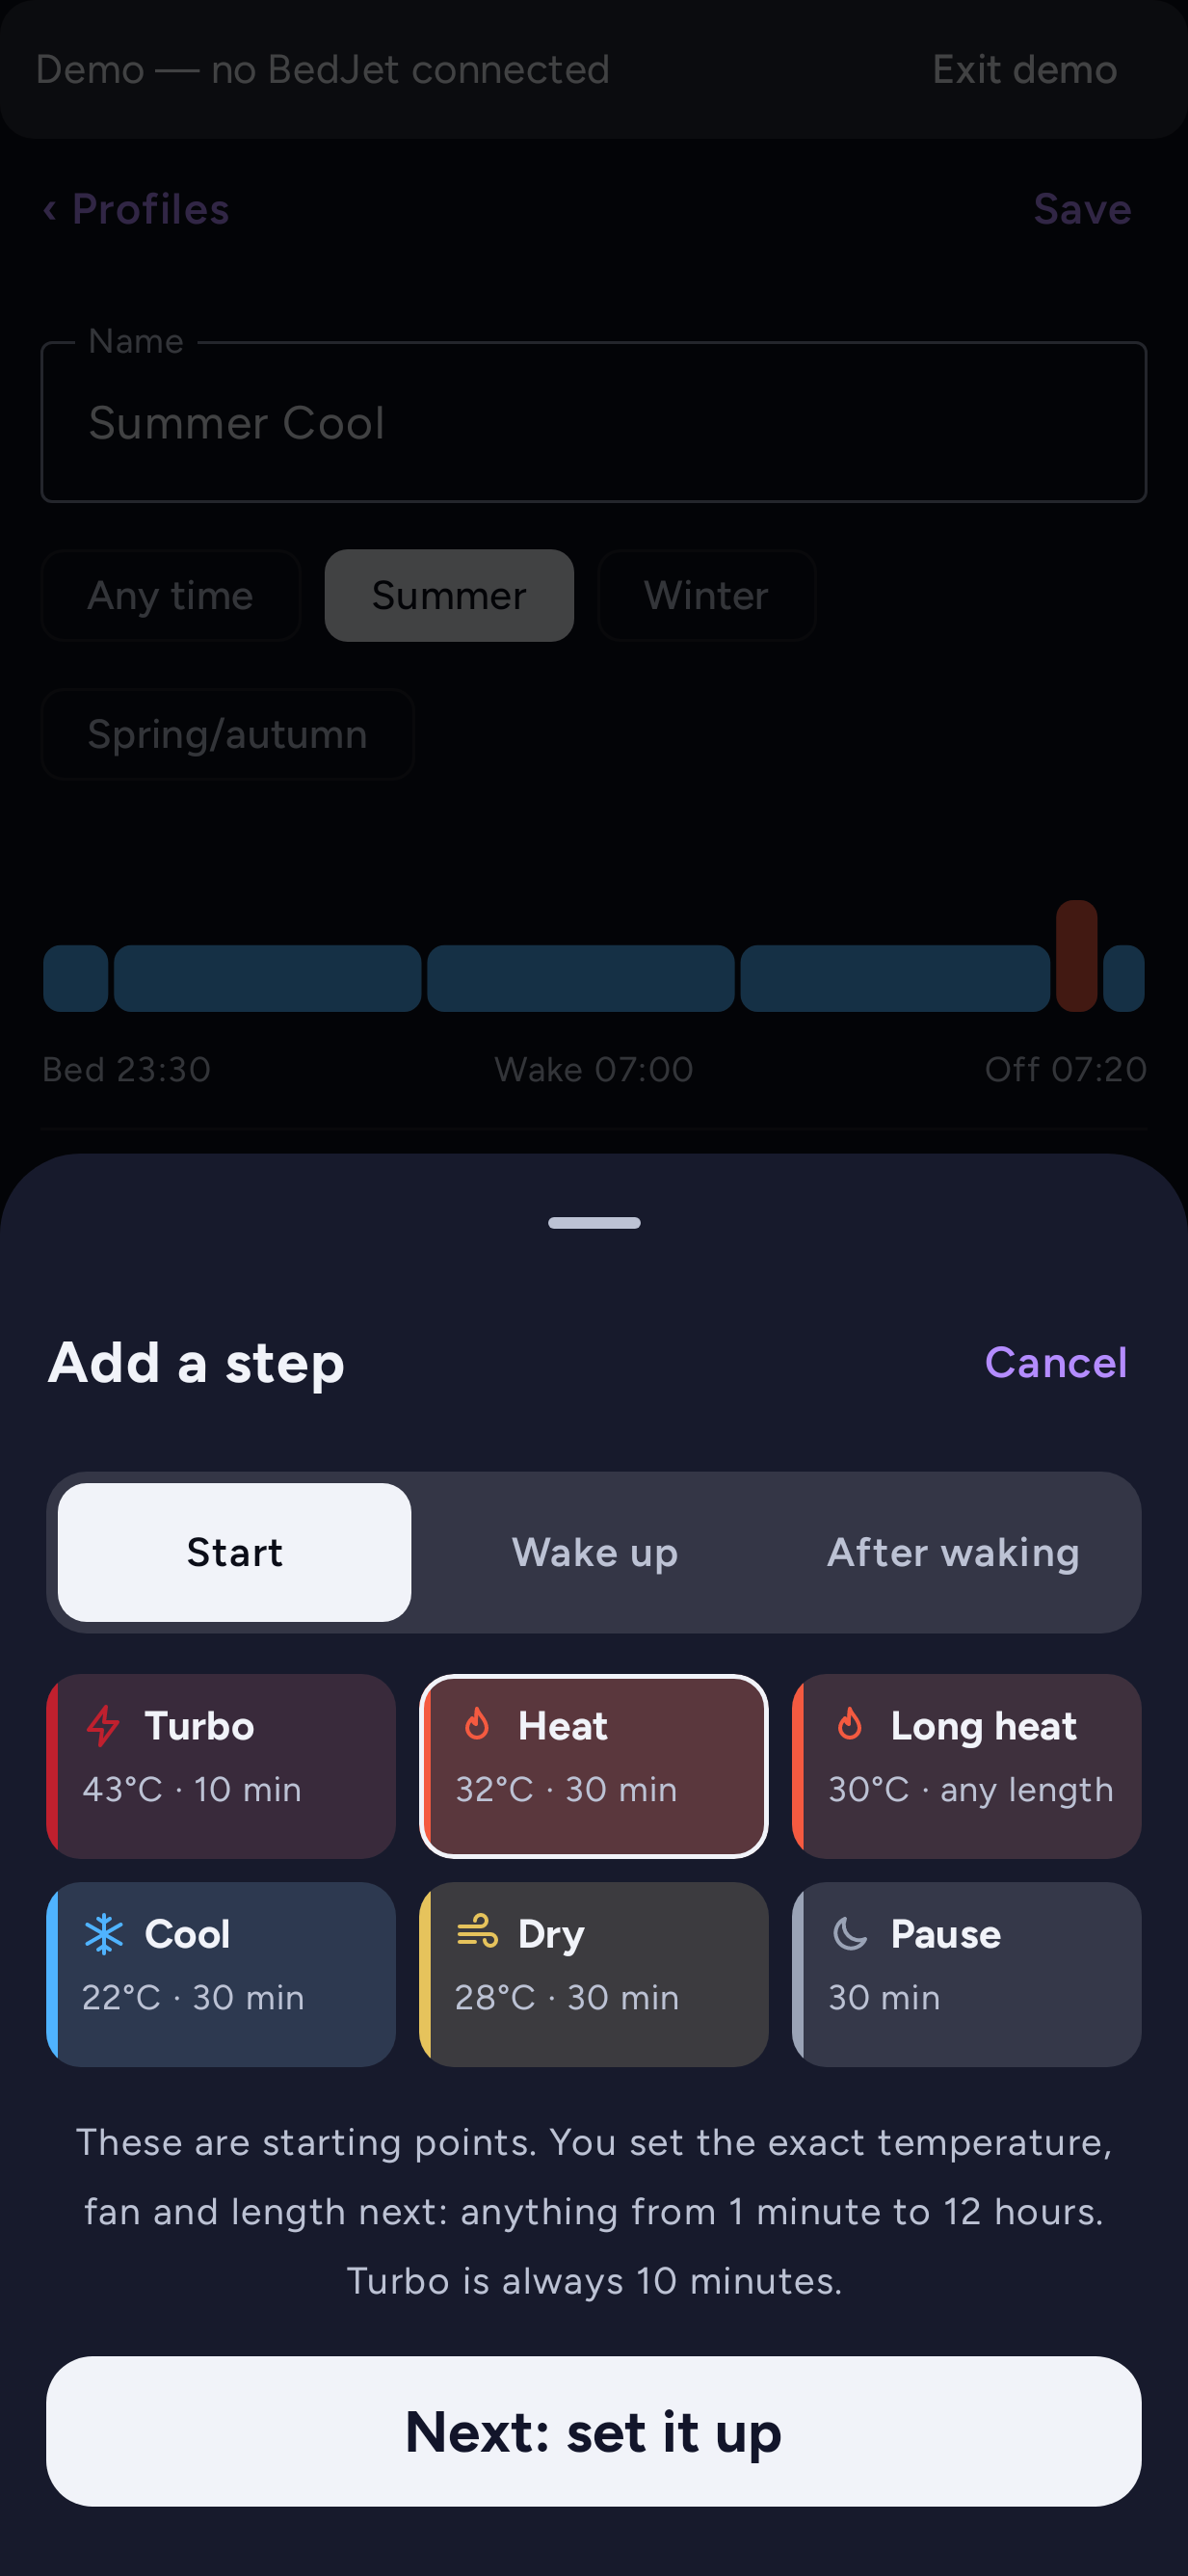 Demo — no BedJet connected
Exit demo
‹ Profiles
Save
Name
Summer Cool
Any time
Summer
Winter
Spring/autumn
Bed 23:30
Wake 07:00
Off 07:20
Add a step
Cancel
Start
Wake up
After waking
Turbo
43°C · 10 min
Heat
32°C · 30 min
Long heat
30°C · any length
Cool
22°C · 30 min
Dry
28°C · 30 min
Pause
30 min
These are starting points. You set the exact temperature,
fan and length next: anything from 1 minute to 12 hours.
Turbo is always 10 minutes.
Next: set it up